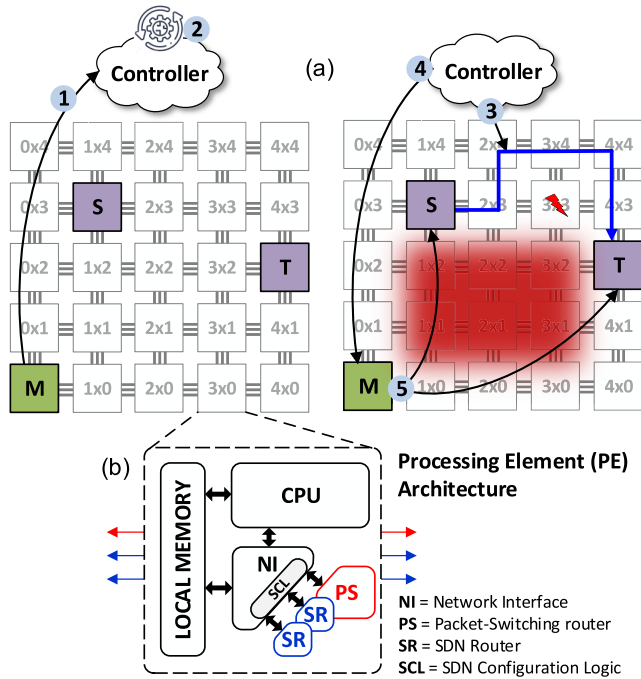 2
(a)
Controller
1
0x4 1x4 2x4 3x4 4x4
0x3 S 2x3 3x3 4x3
0x2 1x2 2x2 3x2 T
0x1 1x1 2x1 3x1 4x1
M 1x0 2x0 3x0 4x0
4
Controller
3
0x4 1x4 2x3 3x4 4x4
0x3 S 2x3 3x3 4x3
0x2 1x2 2x2 3x2 T
0x1 1x1 2x1 3x1 4x1
M 5 1x0 2x0 3x0 4x0
(b)
LOCAL MEMORY
CPU
NI
SCL
PS
SR
SR
Processing Element (PE)
Architecture
NI = Network Interface
PS = Packet-Switching router
SR = SDN Router
SCL = SDN Configuration Logic